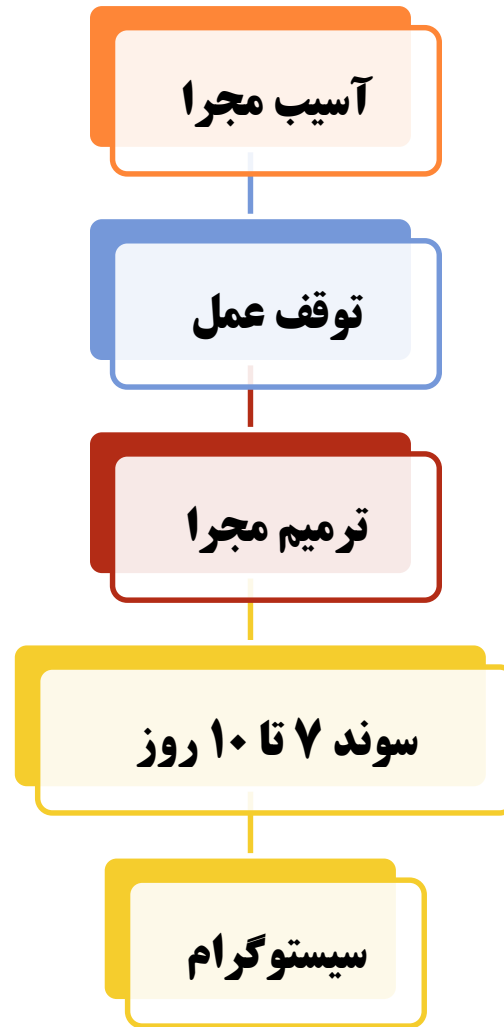 آسیب مجرا
توقف عمل
ترمیم مجرا
سوند ۷ تا ۱۰ روز
سیستوگرام